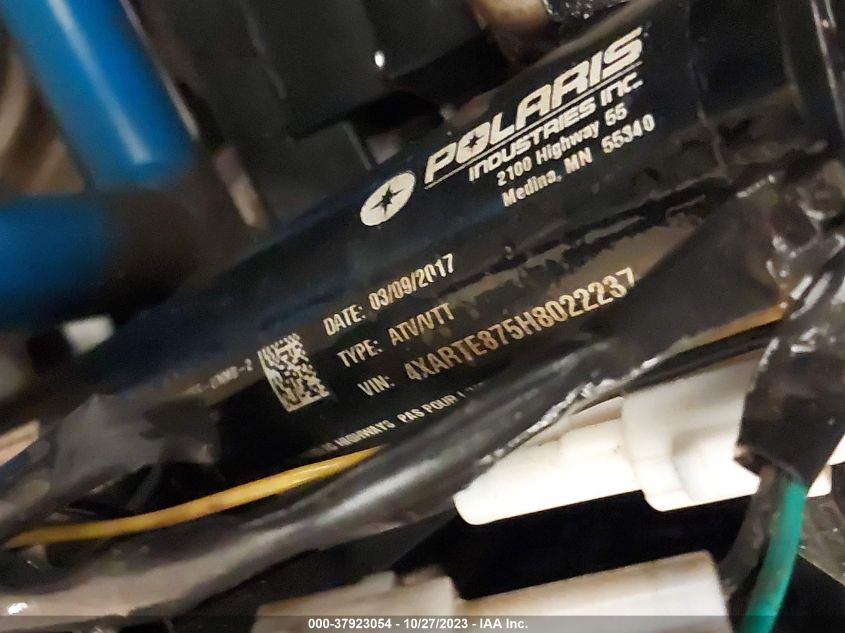 POLARIS
INDUSTRIES INC.
2100 Highway 55
Medina, MN 55340
DATE: 03/09/2017
TYPE: ATV/VTT
VIN: 4XARTE875H8022237
HIGHWAYS PAS POUR
000-37923054 - 10/27/2023 - IAA Inc.